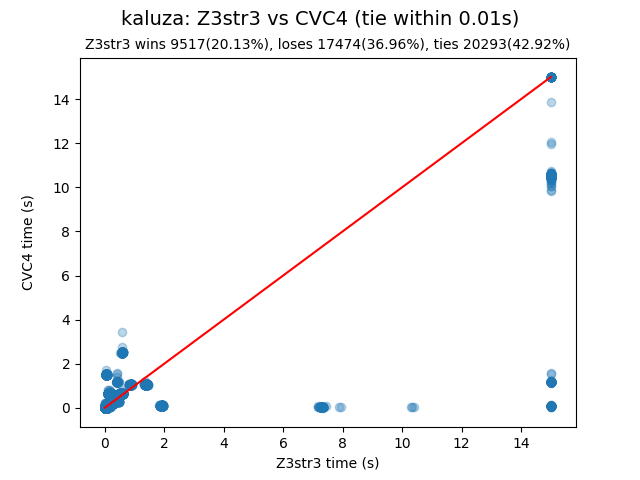 kaluza: Z3str3 vs CVC4 (tie within 0.01s)
Z3str3 wins 9517(20.13%), loses 17474(36.96%), ties 20293(42.92%)
14
12
10
8
6
4
2
0
CVC4 time (s)
0 2 4 6 8 10 12 14
Z3str3 time (s)